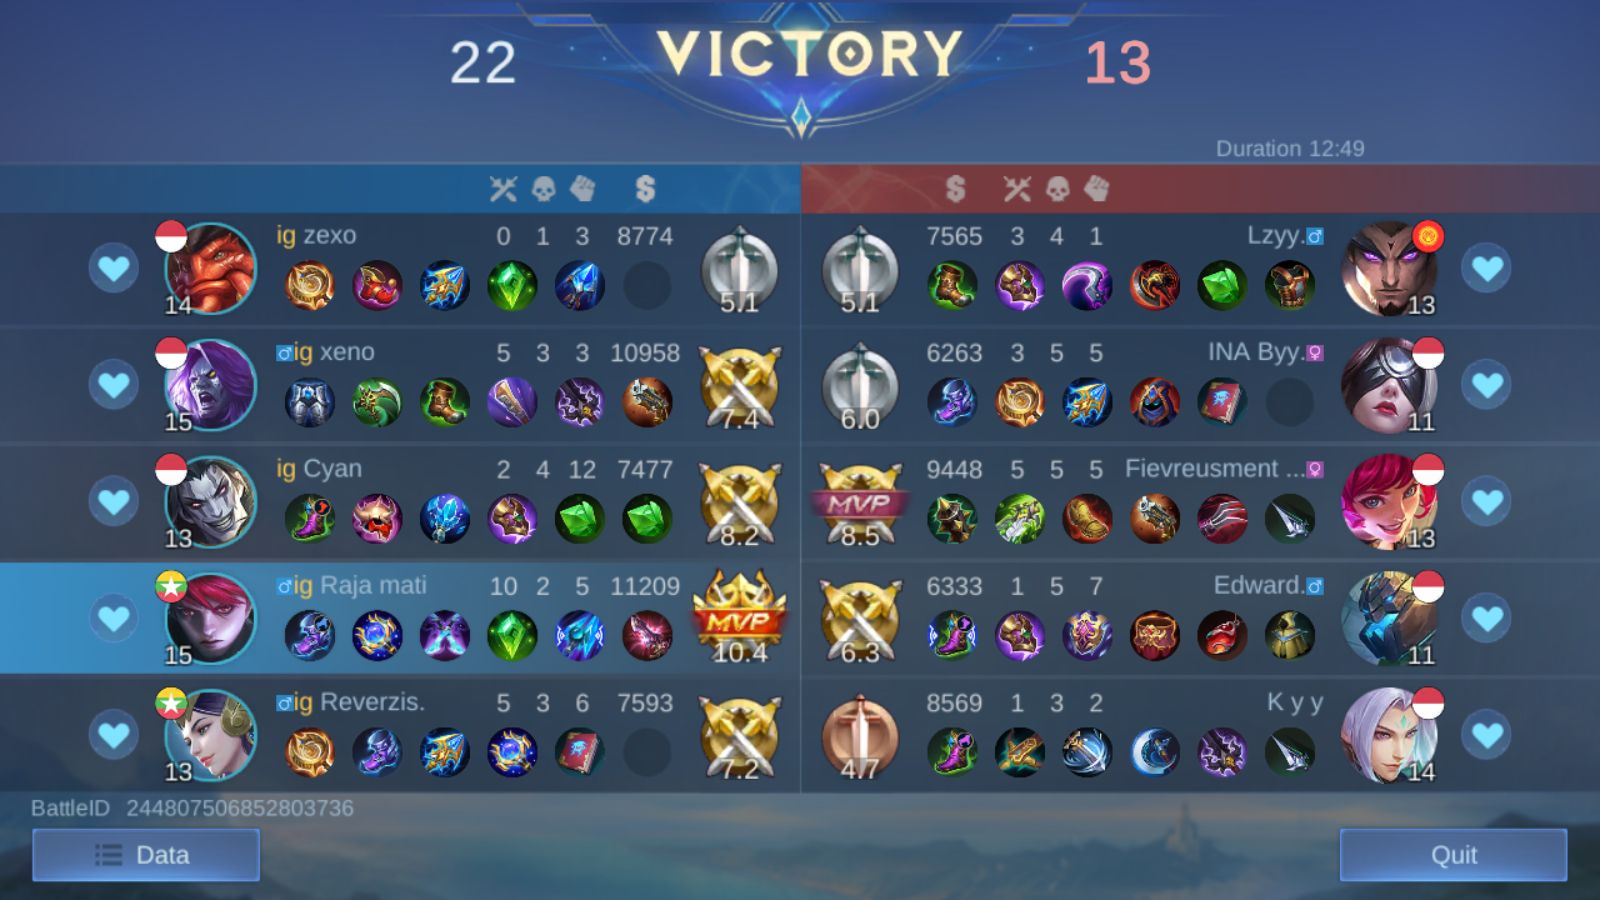 22 VICTORY 13
Duration 12:49
ig zexo 0 1 3 8774 5.1
14
5.1 7565 3 4 1 Lzyy.
13
ig xeno 5 3 3 10958 7.4
15
6.0 6263 3 5 5 INA Byy.
11
ig Cyan 2 4 12 7477 8.2
13
MVP 8.5 9448 5 5 5 Fievreusment ...
13
ig Raja mati 10 2 5 11209 MVP 10.4
15
6.3 6333 1 5 7 Edward.
11
ig Reverzis. 5 3 6 7593 7.2
13
4.7 8569 1 3 2 K y y
14
BattleID 244807506852803736
Data
Quit